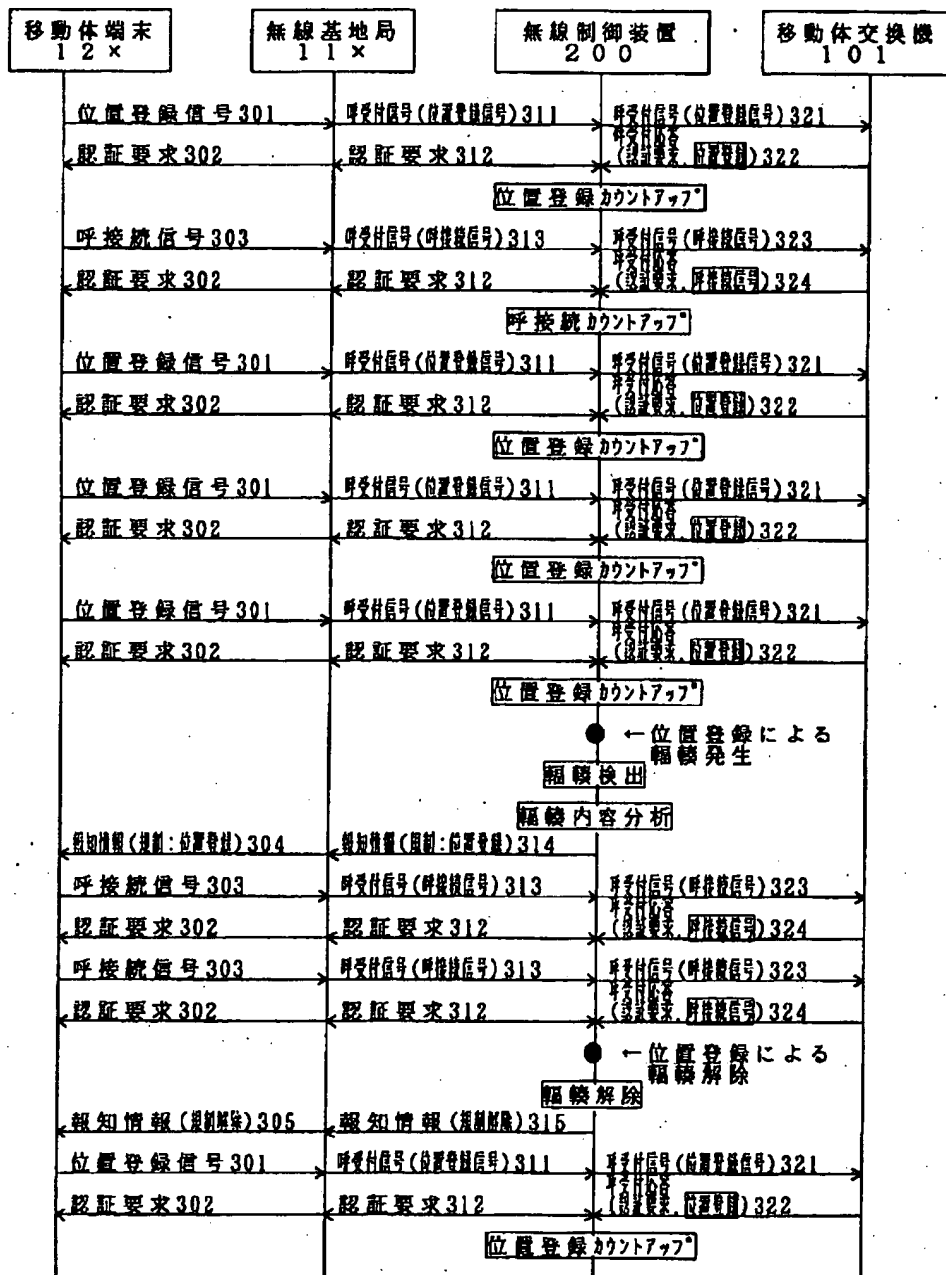 移動体端末
12×
無線基地局
11×
無線制御装置
200
移動体交換機
101
位置登録信号301
呼受付信号(位置登録信号)311
呼受付信号(位置登録信号)321
認証要求302
認証要求312
呼受付応答
(認証要求、位置登録)322
位置登録カウントアップ
呼接続信号303
呼受付信号(呼接続信号)313
呼受付信号(呼接続信号)323
認証要求302
認証要求312
呼受付応答
(認証要求、呼接続信号)324
呼接続カウントアップ
位置登録信号301
呼受付信号(位置登録信号)311
呼受付信号(位置登録信号)321
認証要求302
認証要求312
呼受付応答
(認証要求、位置登録)322
位置登録カウントアップ
位置登録信号301
呼受付信号(位置登録信号)311
呼受付信号(位置登録信号)321
認証要求302
認証要求312
呼受付応答
(認証要求、位置登録)322
位置登録カウントアップ
位置登録信号301
呼受付信号(位置登録信号)311
呼受付信号(位置登録信号)321
認証要求302
認証要求312
呼受付応答
(認証要求、位置登録)322
位置登録カウントアップ
←位置登録による
輻輳発生
輻輳検出
輻輳内容分析
報知情報(規制:位置登録)304
報知情報(規制:位置登録)314
呼接続信号303
呼受付信号(呼接続信号)313
呼受付信号(呼接続信号)323
認証要求302
認証要求312
呼受付応答
(認証要求、呼接続信号)324
呼接続信号303
呼受付信号(呼接続信号)313
呼受付信号(呼接続信号)323
認証要求302
認証要求312
呼受付応答
(認証要求、呼接続信号)324
←位置登録による
輻輳解除
輻輳解除
報知情報(規制解除)305
報知情報(規制解除)315
位置登録信号301
呼受付信号(位置登録信号)311
呼受付信号(位置登録信号)321
認証要求302
認証要求312
呼受付応答
(認証要求、位置登録)322
位置登録カウントアップ